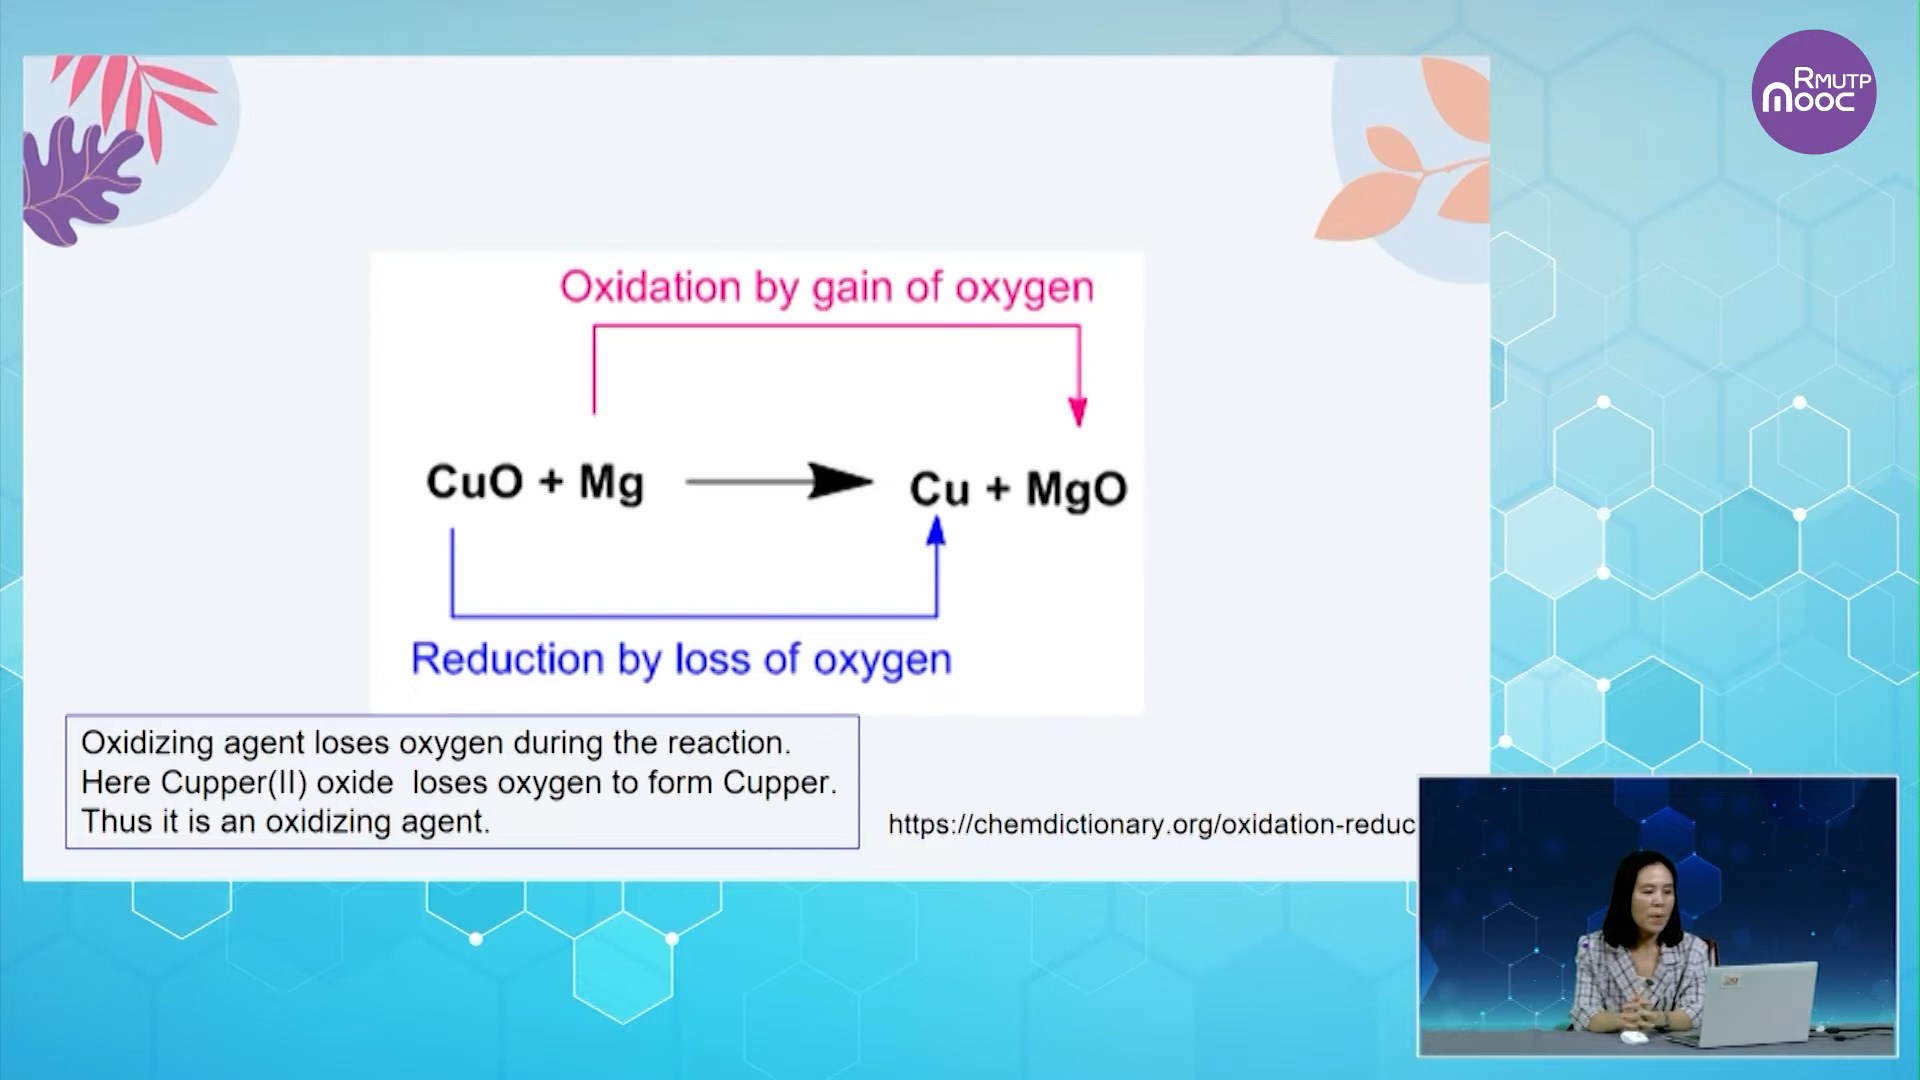 RMUTP
mooc
Oxidation by gain of oxygen
CuO + Mg
Cu + MgO
Reduction by loss of oxygen
Oxidizing agent loses oxygen during the reaction.
Here Cupper(II) oxide loses oxygen to form Cupper.
Thus it is an oxidizing agent.
https://chemdictionary.org/oxidation-reduc